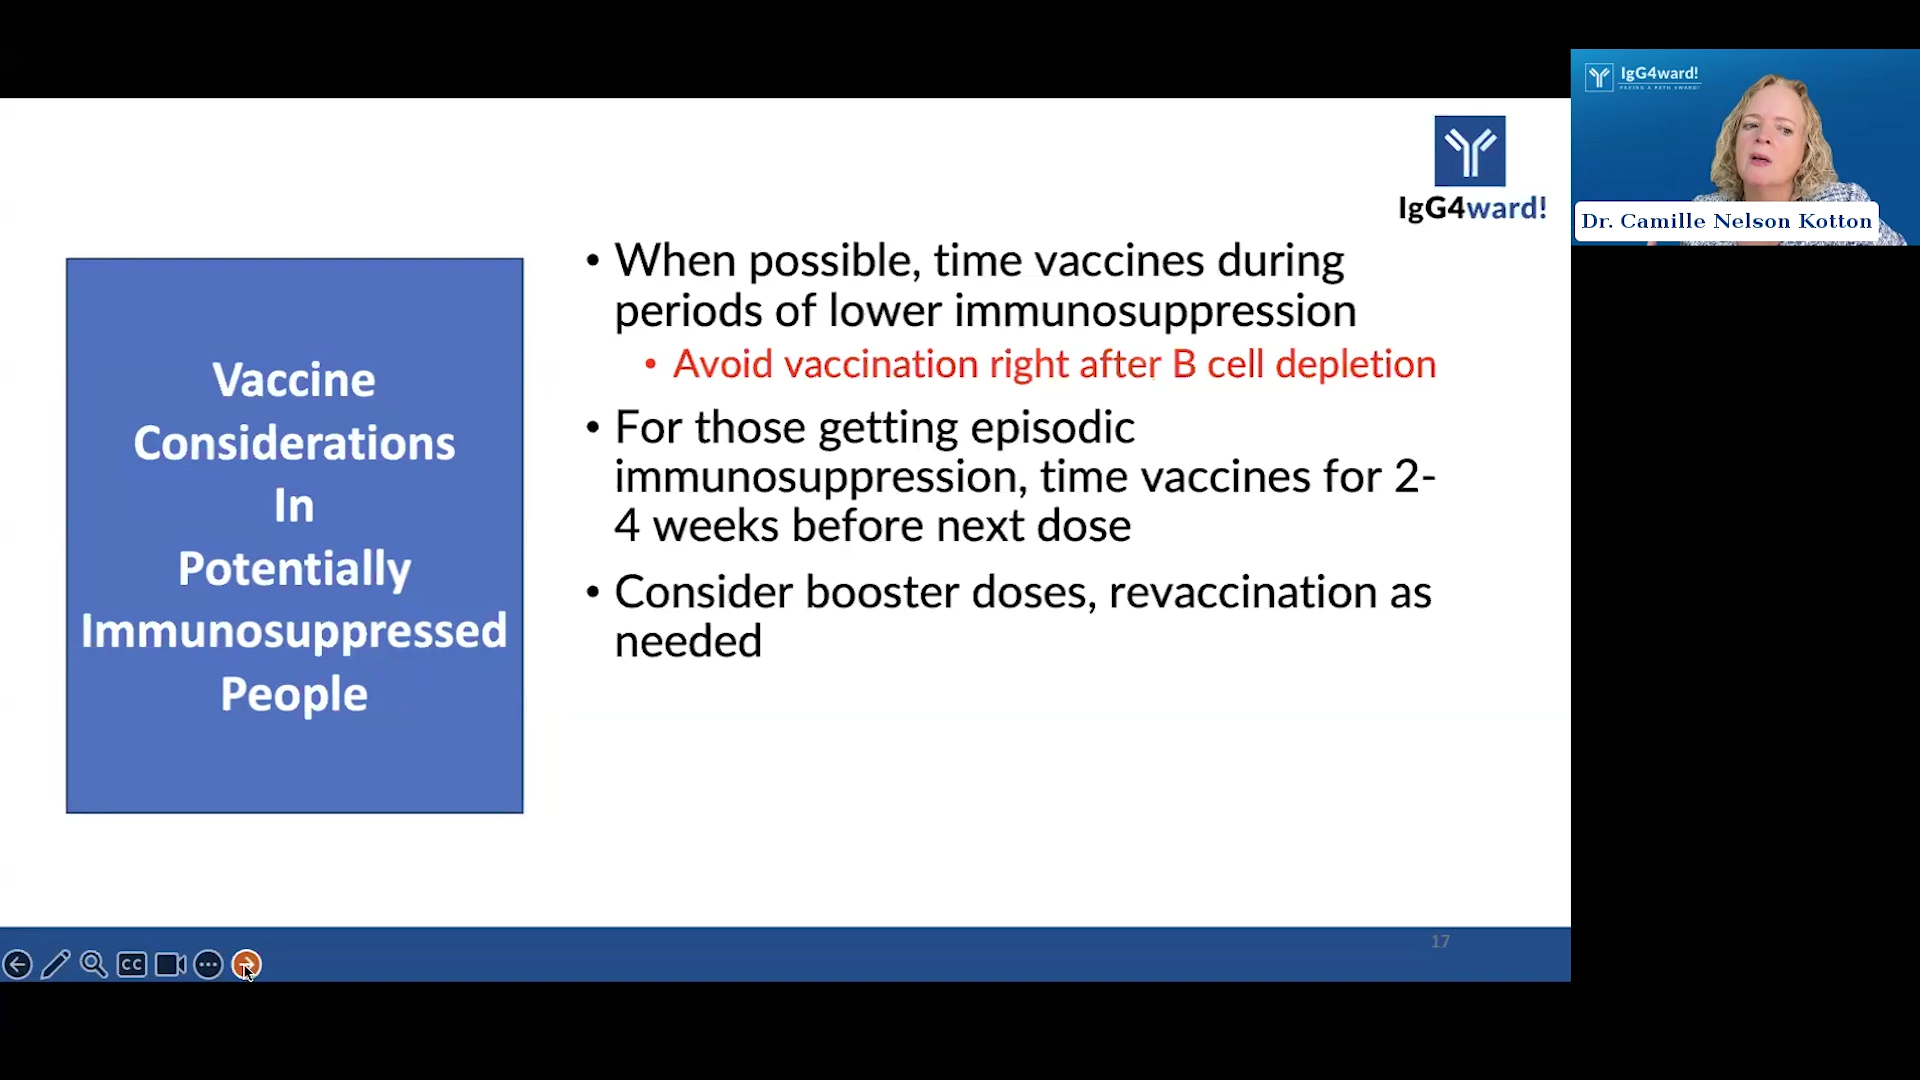 IgG4ward!
Dr. Camille Nelson Kotton
IgG4ward!
Vaccine
Considerations
In
Potentially
Immunosuppressed
People
• When possible, time vaccines during
periods of lower immunosuppression
• Avoid vaccination right after B cell depletion
• For those getting episodic
immunosuppression, time vaccines for 2-
4 weeks before next dose
• Consider booster doses, revaccination as
needed
17
CC